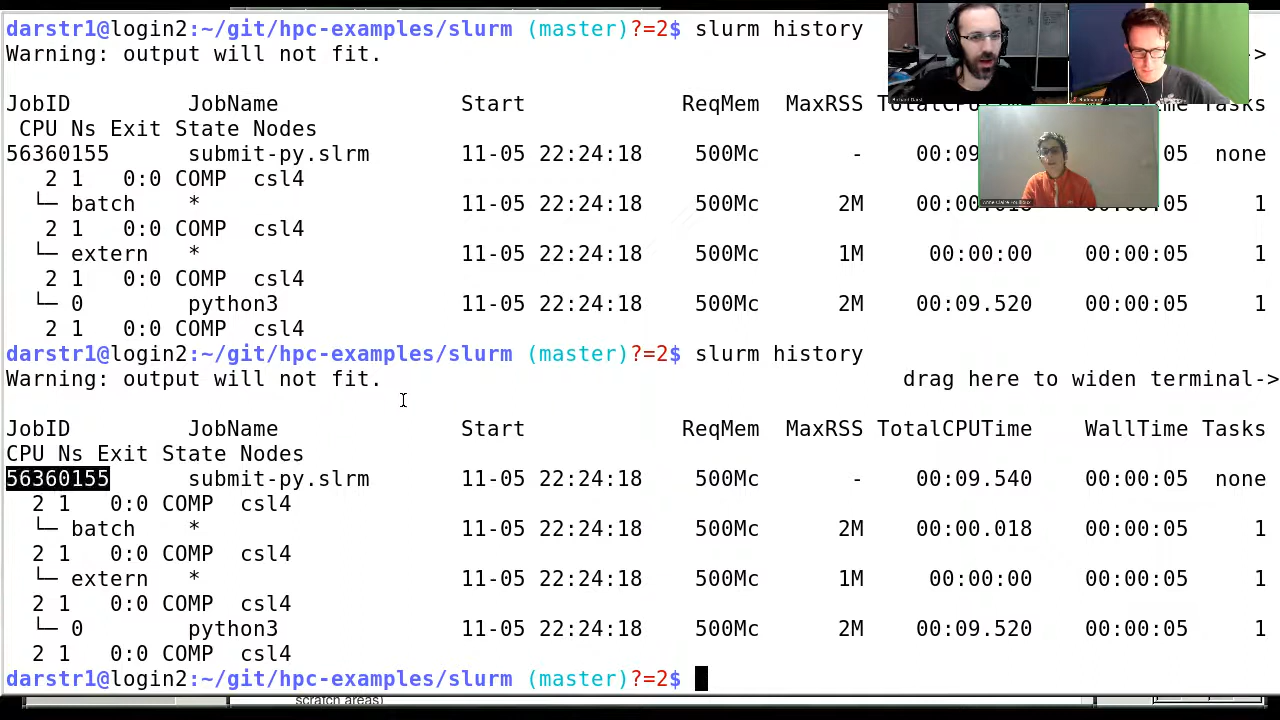 darstr1@login2:~/git/hpc-examples/slurm (master)?=2$ slurm history
Warning: output will not fit. ->
JobID JobName Start ReqMem MaxRSS TotalCPUTime WallTime Tasks
CPU Ns Exit State Nodes
56360155 submit-py.slrm 11-05 22:24:18 500Mc - 00:09 05 none
2 1 0:0 COMP csl4
└─ batch * 11-05 22:24:18 500Mc 2M 00:00.018 00:00:05 1
2 1 0:0 COMP csl4
└─ extern * 11-05 22:24:18 500Mc 1M 00:00:00 00:00:05 1
2 1 0:0 COMP csl4
└─ 0 python3 11-05 22:24:18 500Mc 2M 00:09.520 00:00:05 1
2 1 0:0 COMP csl4
darstr1@login2:~/git/hpc-examples/slurm (master)?=2$ slurm history
Warning: output will not fit. drag here to widen terminal->
JobID JobName Start ReqMem MaxRSS TotalCPUTime WallTime Tasks
CPU Ns Exit State Nodes
56360155 submit-py.slrm 11-05 22:24:18 500Mc - 00:09.540 00:00:05 none
2 1 0:0 COMP csl4
└─ batch * 11-05 22:24:18 500Mc 2M 00:00.018 00:00:05 1
2 1 0:0 COMP csl4
└─ extern * 11-05 22:24:18 500Mc 1M 00:00:00 00:00:05 1
2 1 0:0 COMP csl4
└─ 0 python3 11-05 22:24:18 500Mc 2M 00:09.520 00:00:05 1
2 1 0:0 COMP csl4
darstr1@login2:~/git/hpc-examples/slurm (master)?=2$
scratch areas)